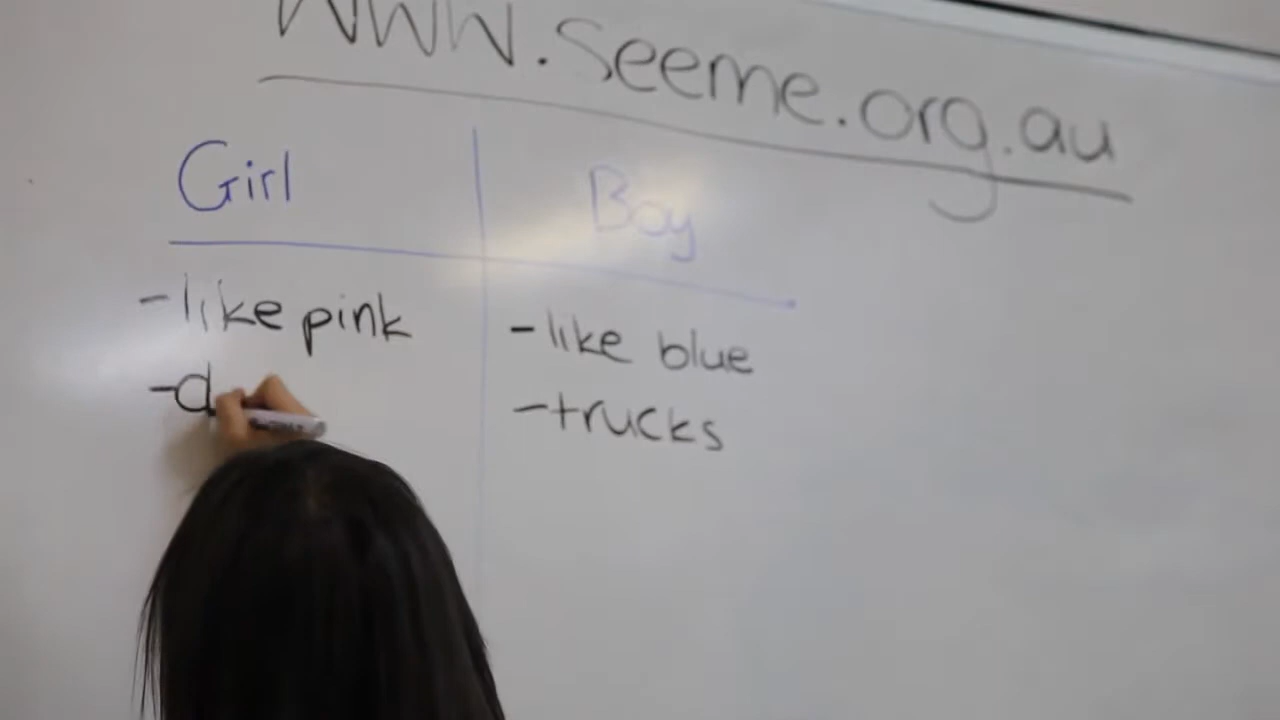 www.seeme.org.au
Girl
Boy
-like pink
-d
-like blue
-trucks